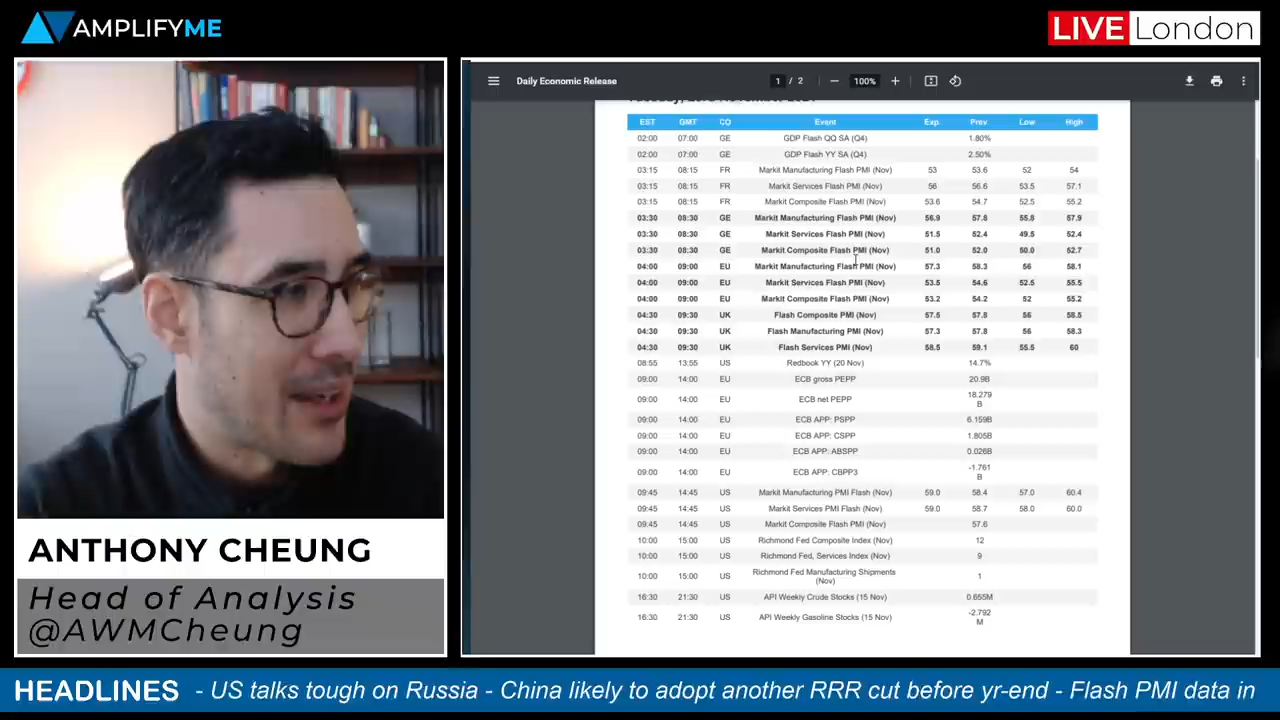 AMPLIFYME
LIVE London
Daily Economic Release
1 / 2
100%
EST GMT CO Event Exp. Prev Low High
02:00 07:00 GE GDP Flash QQ SA (Q4) 1.80%
02:00 07:00 GE GDP Flash YY SA (Q4) 2.50%
03:15 08:15 FR Markit Manufacturing Flash PMI (Nov) 53 53.6 52 54
03:15 08:15 FR Markit Services Flash PMI (Nov) 56 56.6 53.5 57.1
03:15 08:15 FR Markit Composite Flash PMI (Nov) 53.6 54.7 52.5 55.2
03:30 08:30 GE Markit Manufacturing Flash PMI (Nov) 56.9 57.8 55.8 57.9
03:30 08:30 GE Markit Services Flash PMI (Nov) 51.5 52.4 49.5 52.4
03:30 08:30 GE Markit Composite Flash PMI (Nov) 51.0 52.0 50.0 52.7
04:00 09:00 EU Markit Manufacturing Flash PMI (Nov) 57.3 58.3 56 58.1
04:00 09:00 EU Markit Services Flash PMI (Nov) 53.5 54.6 52.5 55.5
04:00 09:00 EU Markit Composite Flash PMI (Nov) 53.2 54.2 52 55.2
04:30 09:30 UK Flash Composite PMI (Nov) 57.5 57.8 56 58.5
04:30 09:30 UK Flash Manufacturing PMI (Nov) 57.3 57.8 56 58.3
04:30 09:30 UK Flash Services PMI (Nov) 58.5 59.1 55.5 60
08:55 13:55 US Redbook YY (20 Nov) 14.7%
09:00 14:00 EU ECB gross PEPP 20.9B
09:00 14:00 EU ECB net PEPP 18.279
B
09:00 14:00 EU ECB APP: PSPP 6.159B
09:00 14:00 EU ECB APP: CSPP 1.805B
09:00 14:00 EU ECB APP: ABSPP 0.026B
09:00 14:00 EU ECB APP: CBPP3 -1.761
B
09:45 14:45 US Markit Manufacturing PMI Flash (Nov) 59.0 58.4 57.0 60.4
09:45 14:45 US Markit Services PMI Flash (Nov) 59.0 58.7 58.0 60.0
09:45 14:45 US Markit Composite Flash PMI (Nov) 57.6
10:00 15:00 US Richmond Fed Composite Index (Nov) 12
10:00 15:00 US Richmond Fed, Services Index (Nov) 9
10:00 15:00 US Richmond Fed Manufacturing Shipments
(Nov) 1
16:30 21:30 US API Weekly Crude Stocks (15 Nov) 0.655M
16:30 21:30 US API Weekly Gasoline Stocks (15 Nov) -2.792
M
ANTHONY CHEUNG
Head of Analysis
@AWMCheung
HEADLINES - US talks tough on Russia - China likely to adopt another RRR cut before yr-end - Flash PMI data in